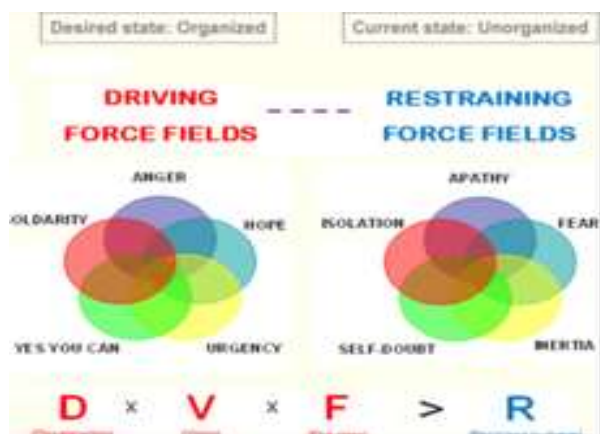 Desired state: Organized
Current state: Unorganized
DRIVING
FORCE FIELDS
- - - -
RESTRAINING
FORCE FIELDS
ANGER
OLDARITY
HOPE
YES YOU CAN
URGENCY
APATHY
ISOLATION
FEAR
SELF-DOUBT
INERTIA
D x V x F > R